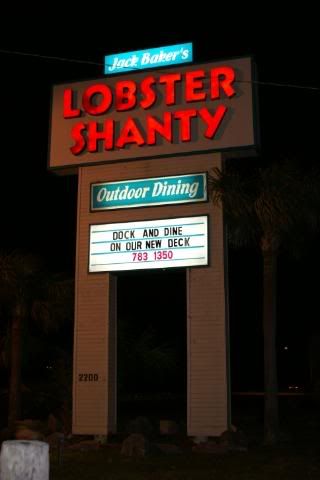 Jack Baker's
LOBSTER
SHANTY
Outdoor Dining
DOCK AND DINE
ON OUR NEW DECK
783 1350
2200